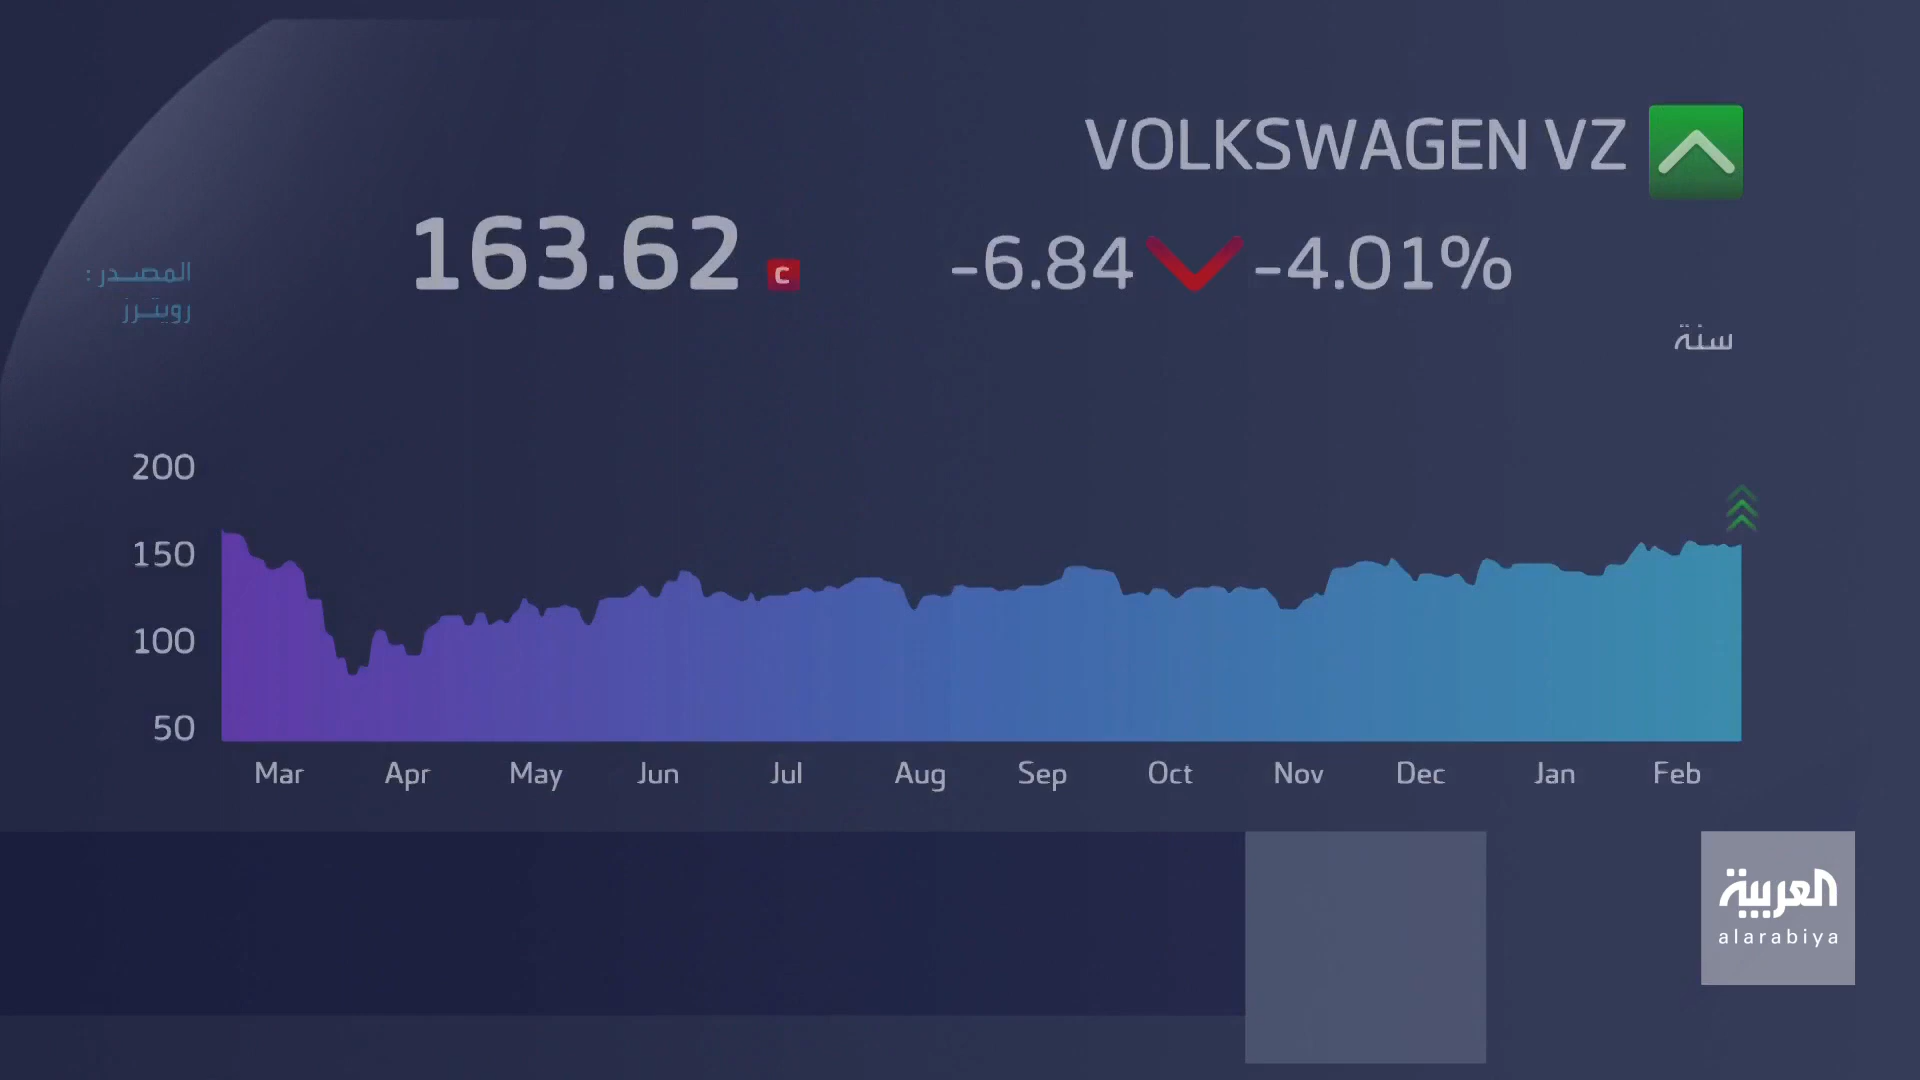 VOLKSWAGEN VZ
163.62 c -6.84 -4.01%
المصدر :
رويترز
سنة
200
150
100
50
Mar Apr May Jun Jul Aug Sep Oct Nov Dec Jan Feb
العربية
alarabiya